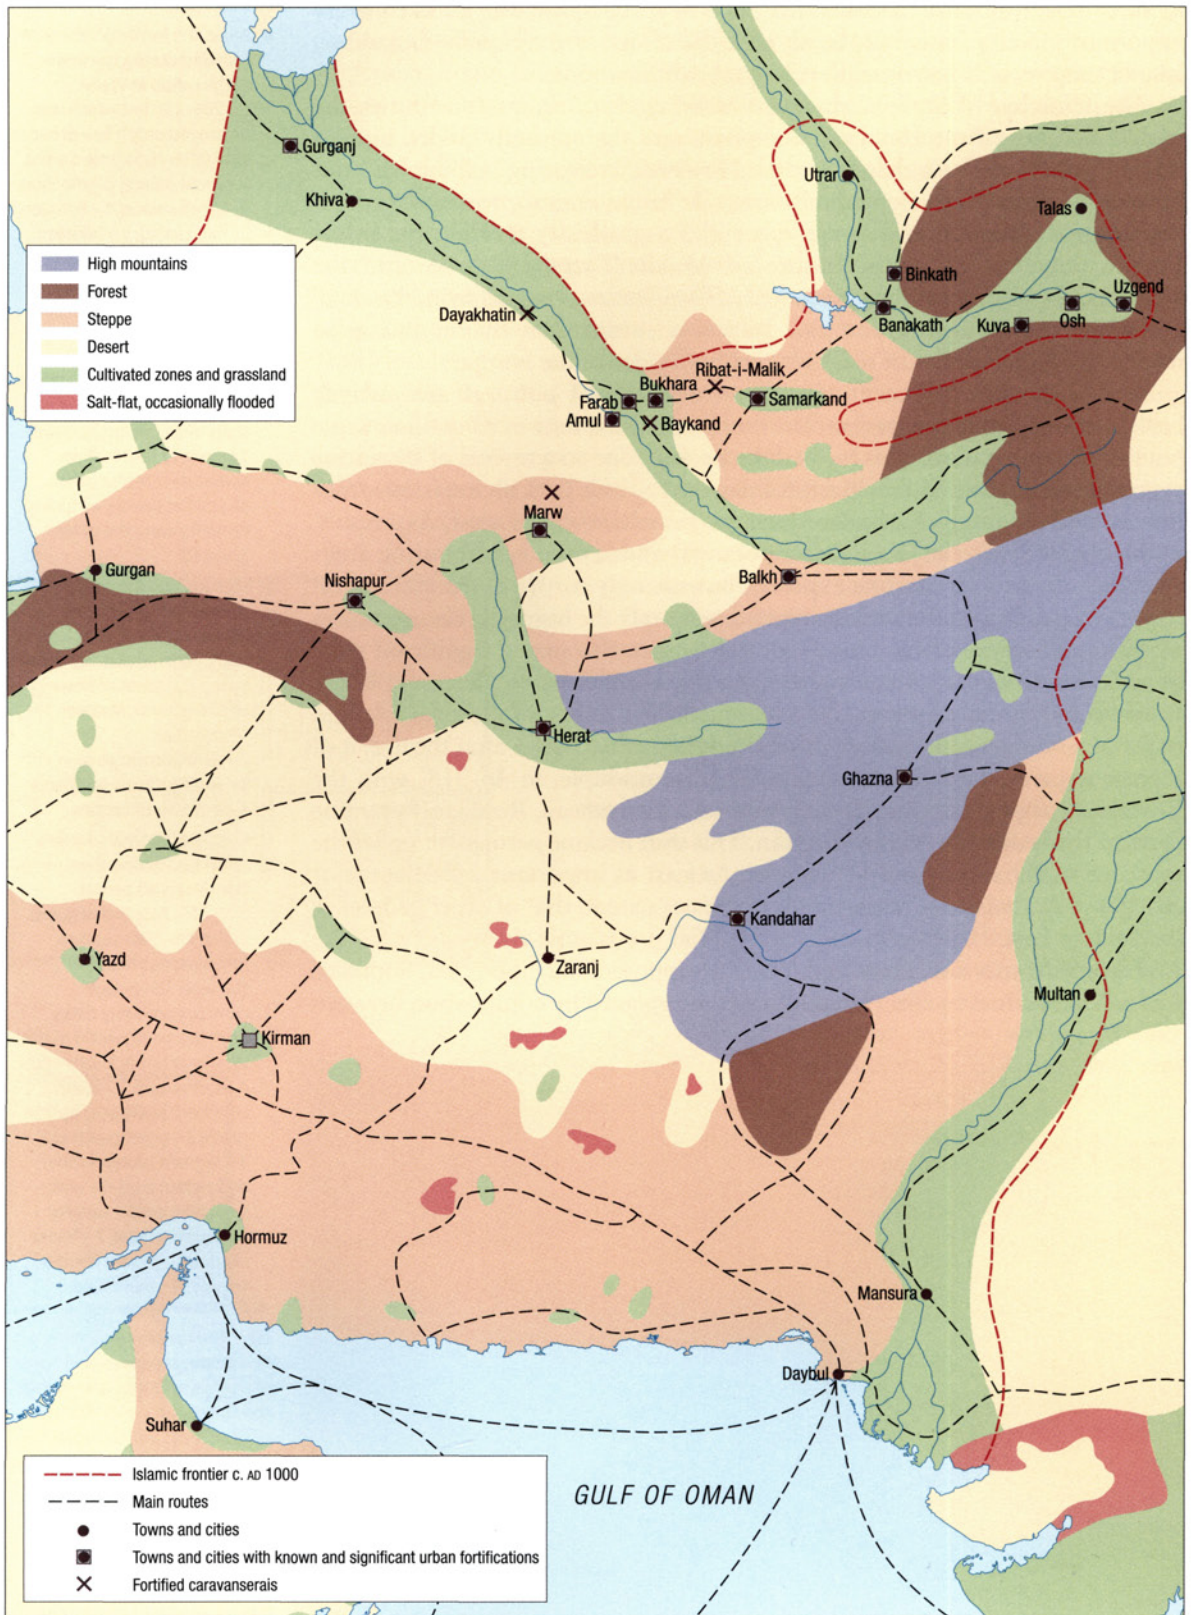 Gurganj
Khiva
Utrar
Talas
High mountains
Forest
Steppe
Desert
Cultivated zones and grassland
Salt-flat, occasionally flooded
Binkath
Uzgend
Dayakhatin
Banakath
Kuva
Osh
Ribat-i-Malik
Bukhara
Farab
Samarkand
Amul
Baykand
Marw
Gurgan
Nishapur
Balkh
Herat
Ghazna
Kandahar
Yazd
Zaranj
Multan
Kirman
Hormuz
Mansura
Daybul
Suhar
Islamic frontier c. AD 1000
Main routes
Towns and cities
Towns and cities with known and significant urban fortifications
Fortified caravanserais
GULF OF OMAN